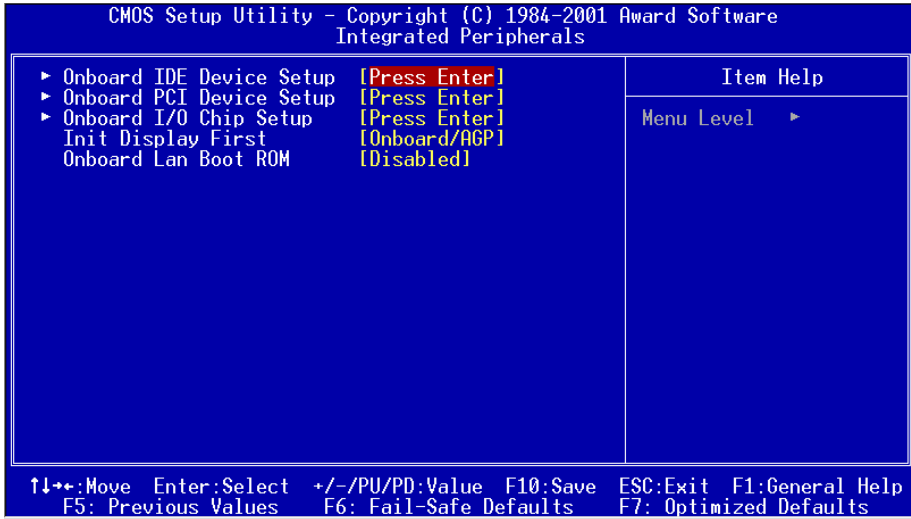 CMOS Setup Utility - Copyright (C) 1984-2001 Award Software
Integrated Peripherals
► Onboard IDE Device Setup [Press Enter]
► Onboard PCI Device Setup [Press Enter]
► Onboard I/O Chip Setup [Press Enter]
Init Display First [Onboard/AGP]
Onboard Lan Boot ROM [Disabled]
Item Help
Menu Level ►
↑↓→←:Move Enter:Select +/-/PU/PD:Value F10:Save ESC:Exit F1:General Help
F5: Previous Values F6: Fail-Safe Defaults F7: Optimized Defaults